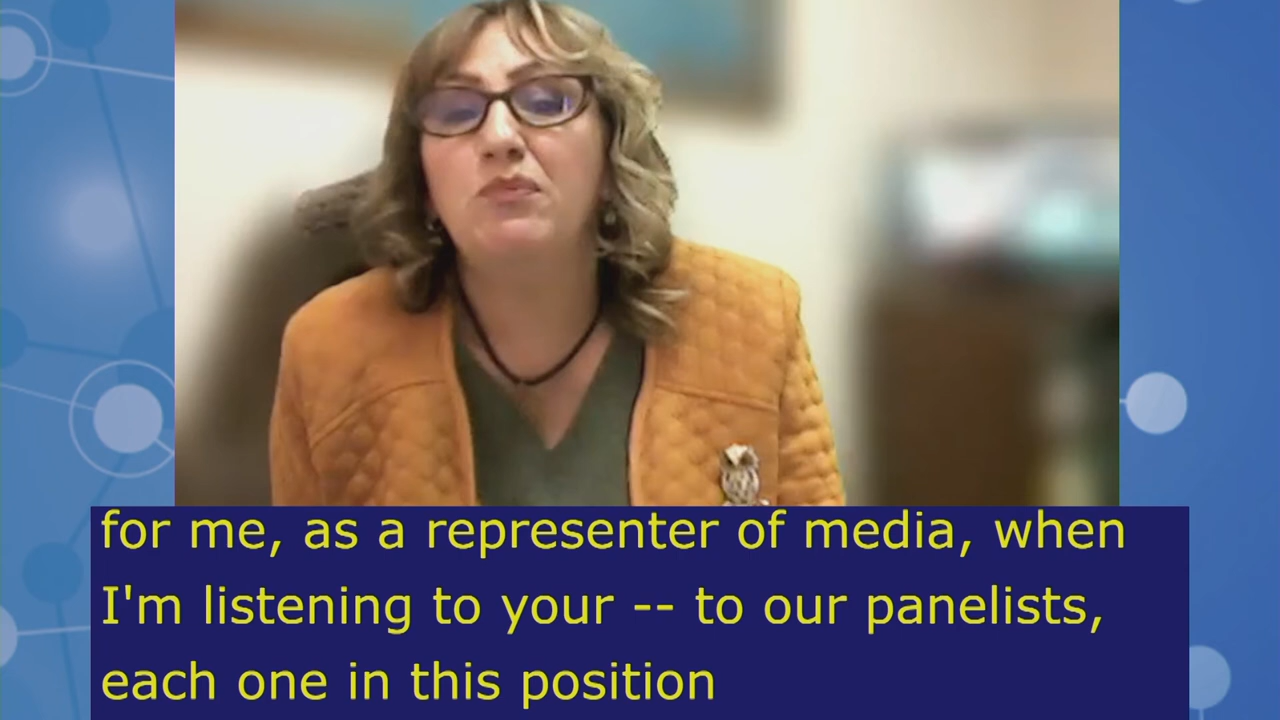 for me, as a representer of media, when
I'm listening to your -- to our panelists,
each one in this position